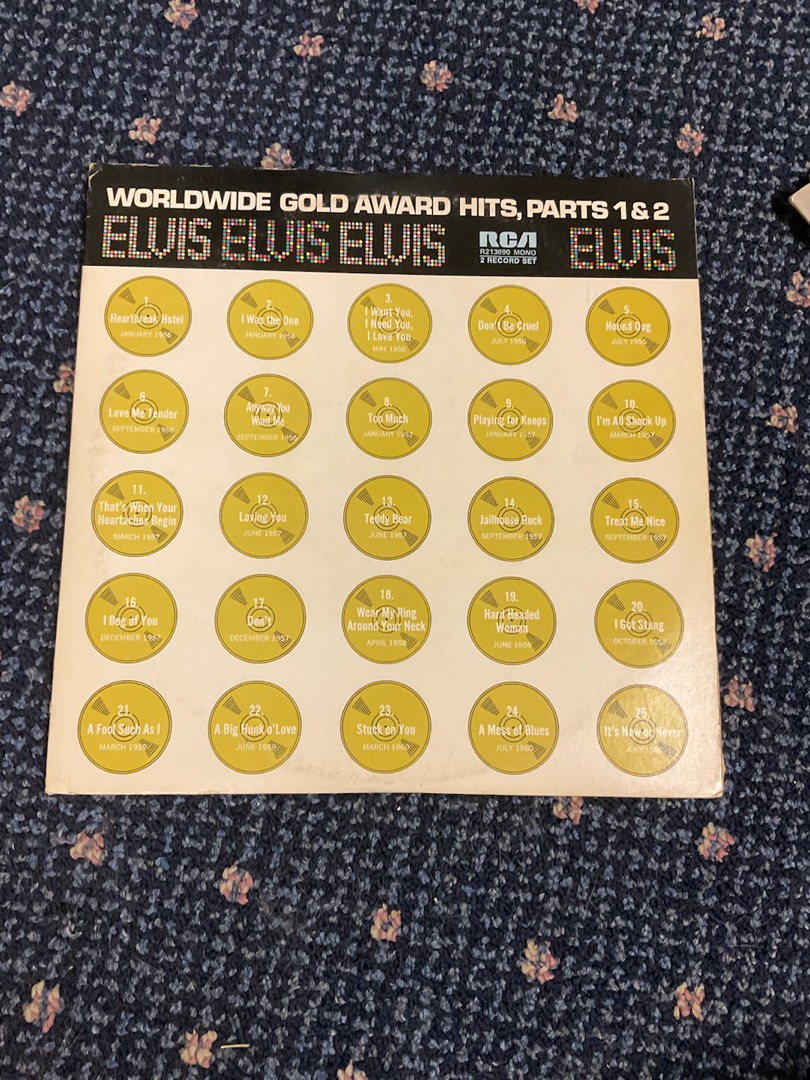 WORLDWIDE GOLD AWARD HITS, PARTS 1 & 2
ELVIS ELVIS ELVIS
RCA
R213690 MONO
2 RECORD SET
ELVIS
1.
Heartbreak Hotel
JANUARY 1956
2.
I Was the One
JANUARY 1956
3.
I Want You,
I Need You,
I Love You
MAY 1956
4.
Don't Be Cruel
JULY 1956
5.
Hound Dog
JULY 1956
6.
Love Me Tender
SEPTEMBER 1956
7.
Anyway You
Want Me
SEPTEMBER 1956
8.
Too Much
JANUARY 1957
9.
Playing for Keeps
JANUARY 1957
10.
I'm All Shook Up
MARCH 1957
11.
That's When Your
Heartaches Begin
MARCH 1957
12.
Loving You
JUNE 1957
13.
Teddy Bear
JUNE 1957
14.
Jailhouse Rock
SEPTEMBER 1957
15.
Treat Me Nice
SEPTEMBER 1957
16.
I Beg of You
DECEMBER 1957
17.
Don't
DECEMBER 1957
18.
Wear My Ring
Around Your Neck
APRIL 1958
19.
Hard Headed
Woman
JUNE 1958
20.
I Got Stung
OCTOBER 1958
21.
A Fool Such As I
MARCH 1959
22.
A Big Hunk o'Love
JUNE 1959
23.
Stuck on You
MARCH 1960
24.
A Mess of Blues
JULY 1960
25.
It's Now or Never
JULY 1960